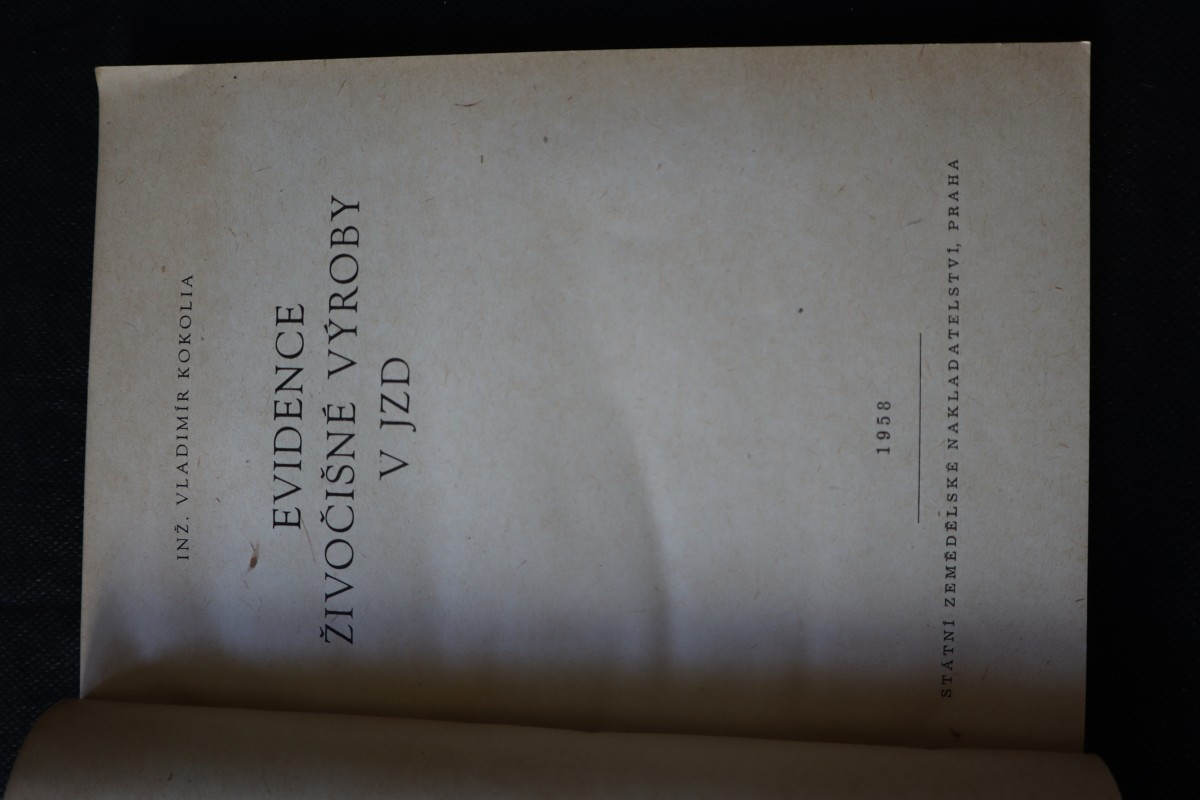 INŽ. VLADIMÍR KOKOLIA
EVIDENCE
ŽIVOČIŠNÉ VÝROBY
V JZD
1958
STÁTNÍ ZEMĚDĚLSKÉ NAKLADATELSTVÍ, PRAHA